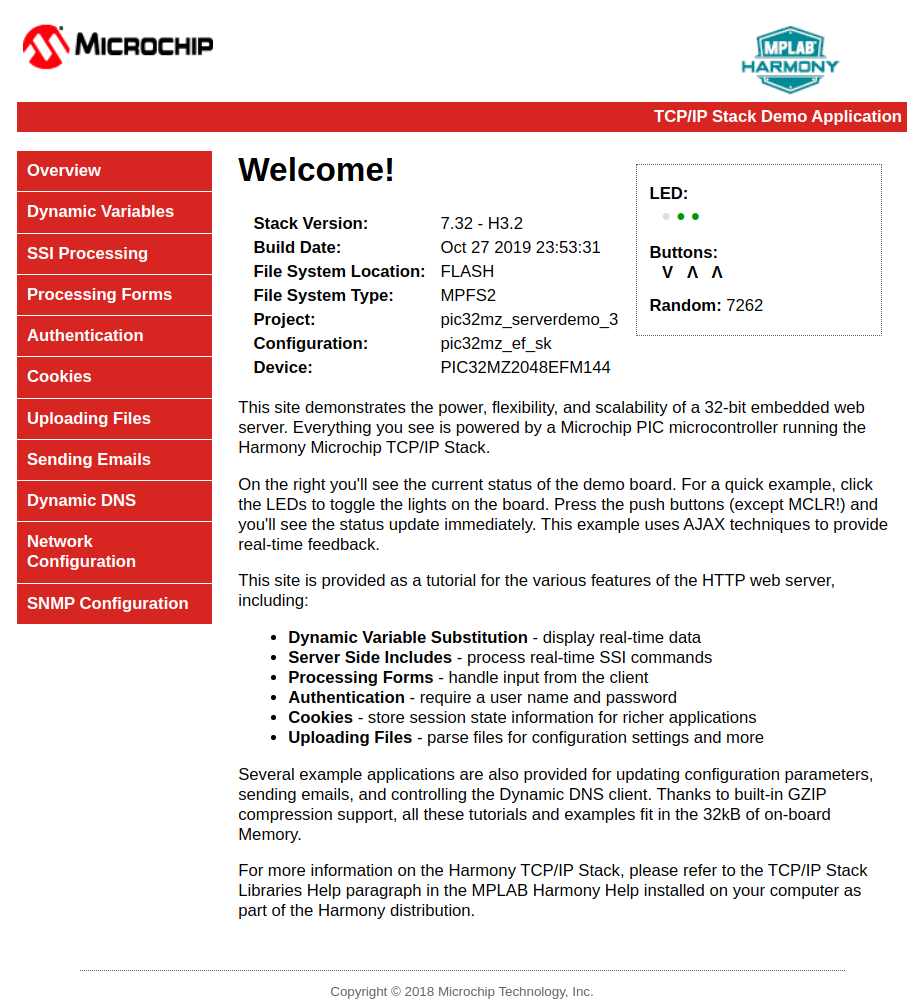 MICROCHIP
MPLAB®
HARMONY
TCP/IP Stack Demo Application
Overview
Dynamic Variables
SSI Processing
Processing Forms
Authentication
Cookies
Uploading Files
Sending Emails
Dynamic DNS
Network
Configuration
SNMP Configuration
Welcome!
Stack Version: 7.32 - H3.2
Build Date: Oct 27 2019 23:53:31
File System Location: FLASH
File System Type: MPFS2
Project: pic32mz_serverdemo_3
Configuration: pic32mz_ef_sk
Device: PIC32MZ2048EFM144
LED:
• • •
Buttons:
V Λ Λ
Random: 7262
This site demonstrates the power, flexibility, and scalability of a 32-bit embedded web
server. Everything you see is powered by a Microchip PIC microcontroller running the
Harmony Microchip TCP/IP Stack.
On the right you'll see the current status of the demo board. For a quick example, click
the LEDs to toggle the lights on the board. Press the push buttons (except MCLR!) and
you'll see the status update immediately. This example uses AJAX techniques to provide
real-time feedback.
This site is provided as a tutorial for the various features of the HTTP web server,
including:
• Dynamic Variable Substitution - display real-time data
• Server Side Includes - process real-time SSI commands
• Processing Forms - handle input from the client
• Authentication - require a user name and password
• Cookies - store session state information for richer applications
• Uploading Files - parse files for configuration settings and more
Several example applications are also provided for updating configuration parameters,
sending emails, and controlling the Dynamic DNS client. Thanks to built-in GZIP
compression support, all these tutorials and examples fit in the 32kB of on-board
Memory.
For more information on the Harmony TCP/IP Stack, please refer to the TCP/IP Stack
Libraries Help paragraph in the MPLAB Harmony Help installed on your computer as
part of the Harmony distribution.
Copyright © 2018 Microchip Technology, Inc.